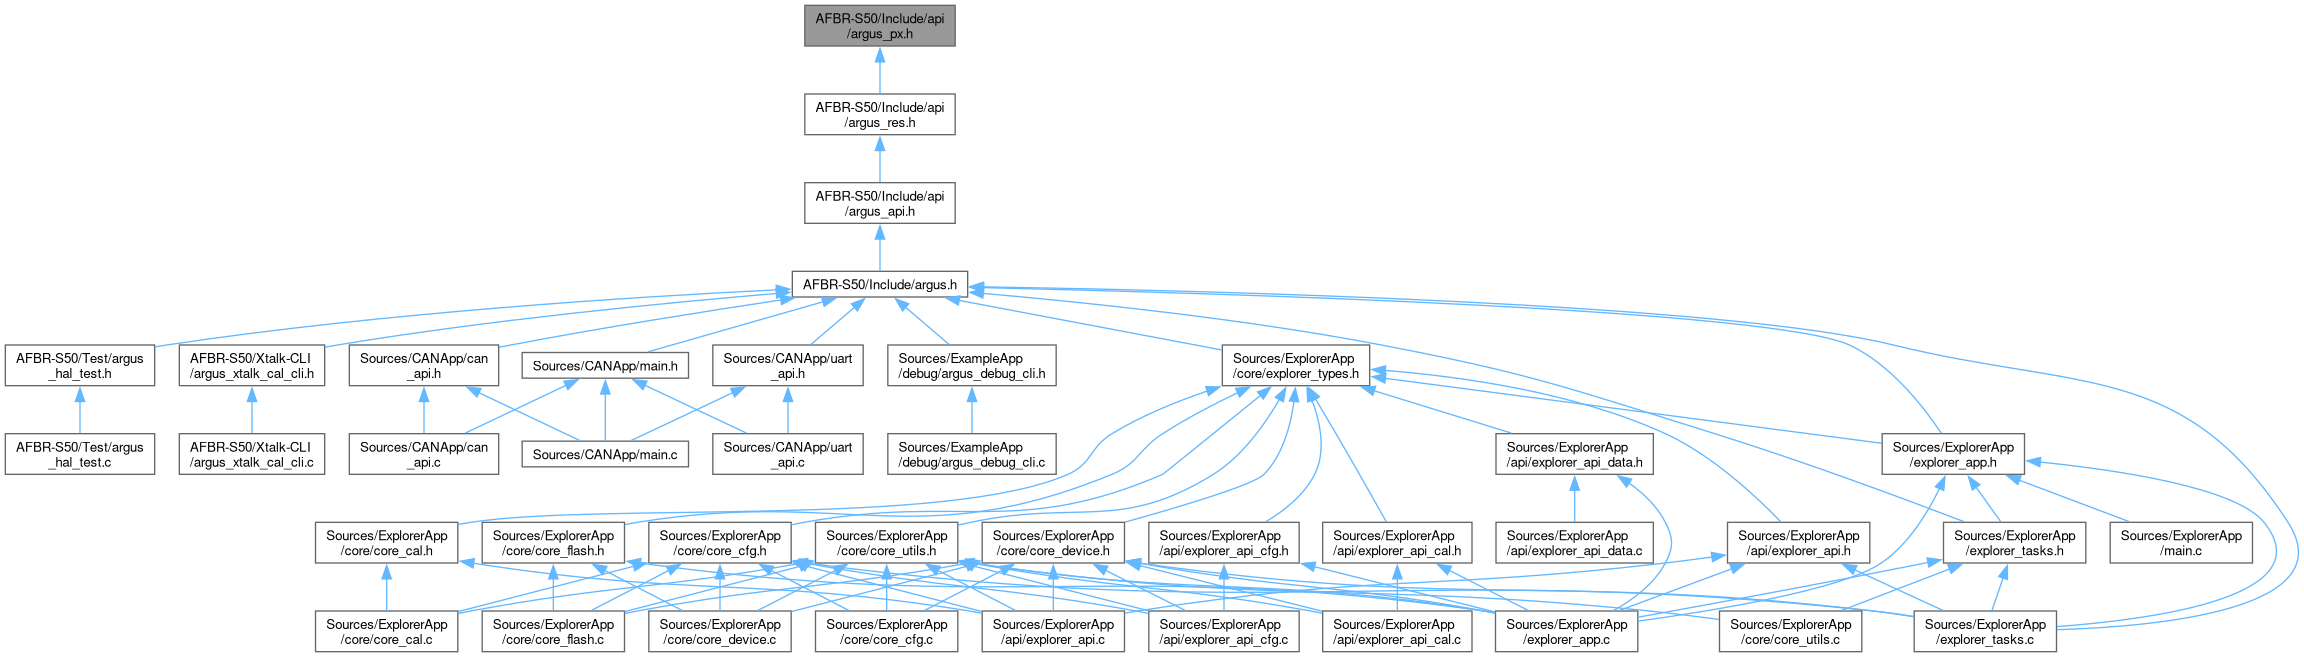 AFBR-S50/Include/api
/argus_px.h
AFBR-S50/Include/api
/argus_res.h
AFBR-S50/Include/api
/argus_api.h
AFBR-S50/Include/argus.h
AFBR-S50/Test/argus
_hal_test.h
AFBR-S50/Xtalk-CLI
/argus_xtalk_cal_cli.h
Sources/CANApp/can
_api.h
Sources/CANApp/main.h
Sources/CANApp/uart
_api.h
Sources/ExampleApp
/debug/argus_debug_cli.h
Sources/ExplorerApp
/core/explorer_types.h
AFBR-S50/Test/argus
_hal_test.c
AFBR-S50/Xtalk-CLI
/argus_xtalk_cal_cli.c
Sources/CANApp/can
_api.c
Sources/CANApp/main.c
Sources/CANApp/uart
_api.c
Sources/ExampleApp
/debug/argus_debug_cli.c
Sources/ExplorerApp
/api/explorer_api_data.h
Sources/ExplorerApp
/explorer_app.h
Sources/ExplorerApp
/core/core_cal.h
Sources/ExplorerApp
/core/core_flash.h
Sources/ExplorerApp
/core/core_cfg.h
Sources/ExplorerApp
/core/core_utils.h
Sources/ExplorerApp
/core/core_device.h
Sources/ExplorerApp
/api/explorer_api_cfg.h
Sources/ExplorerApp
/api/explorer_api_cal.h
Sources/ExplorerApp
/api/explorer_api_data.c
Sources/ExplorerApp
/api/explorer_api.h
Sources/ExplorerApp
/explorer_tasks.h
Sources/ExplorerApp
/main.c
Sources/ExplorerApp
/core/core_cal.c
Sources/ExplorerApp
/core/core_flash.c
Sources/ExplorerApp
/core/core_device.c
Sources/ExplorerApp
/core/core_cfg.c
Sources/ExplorerApp
/api/explorer_api.c
Sources/ExplorerApp
/api/explorer_api_cfg.c
Sources/ExplorerApp
/api/explorer_api_cal.c
Sources/ExplorerApp
/explorer_app.c
Sources/ExplorerApp
/core/core_utils.c
Sources/ExplorerApp
/explorer_tasks.c